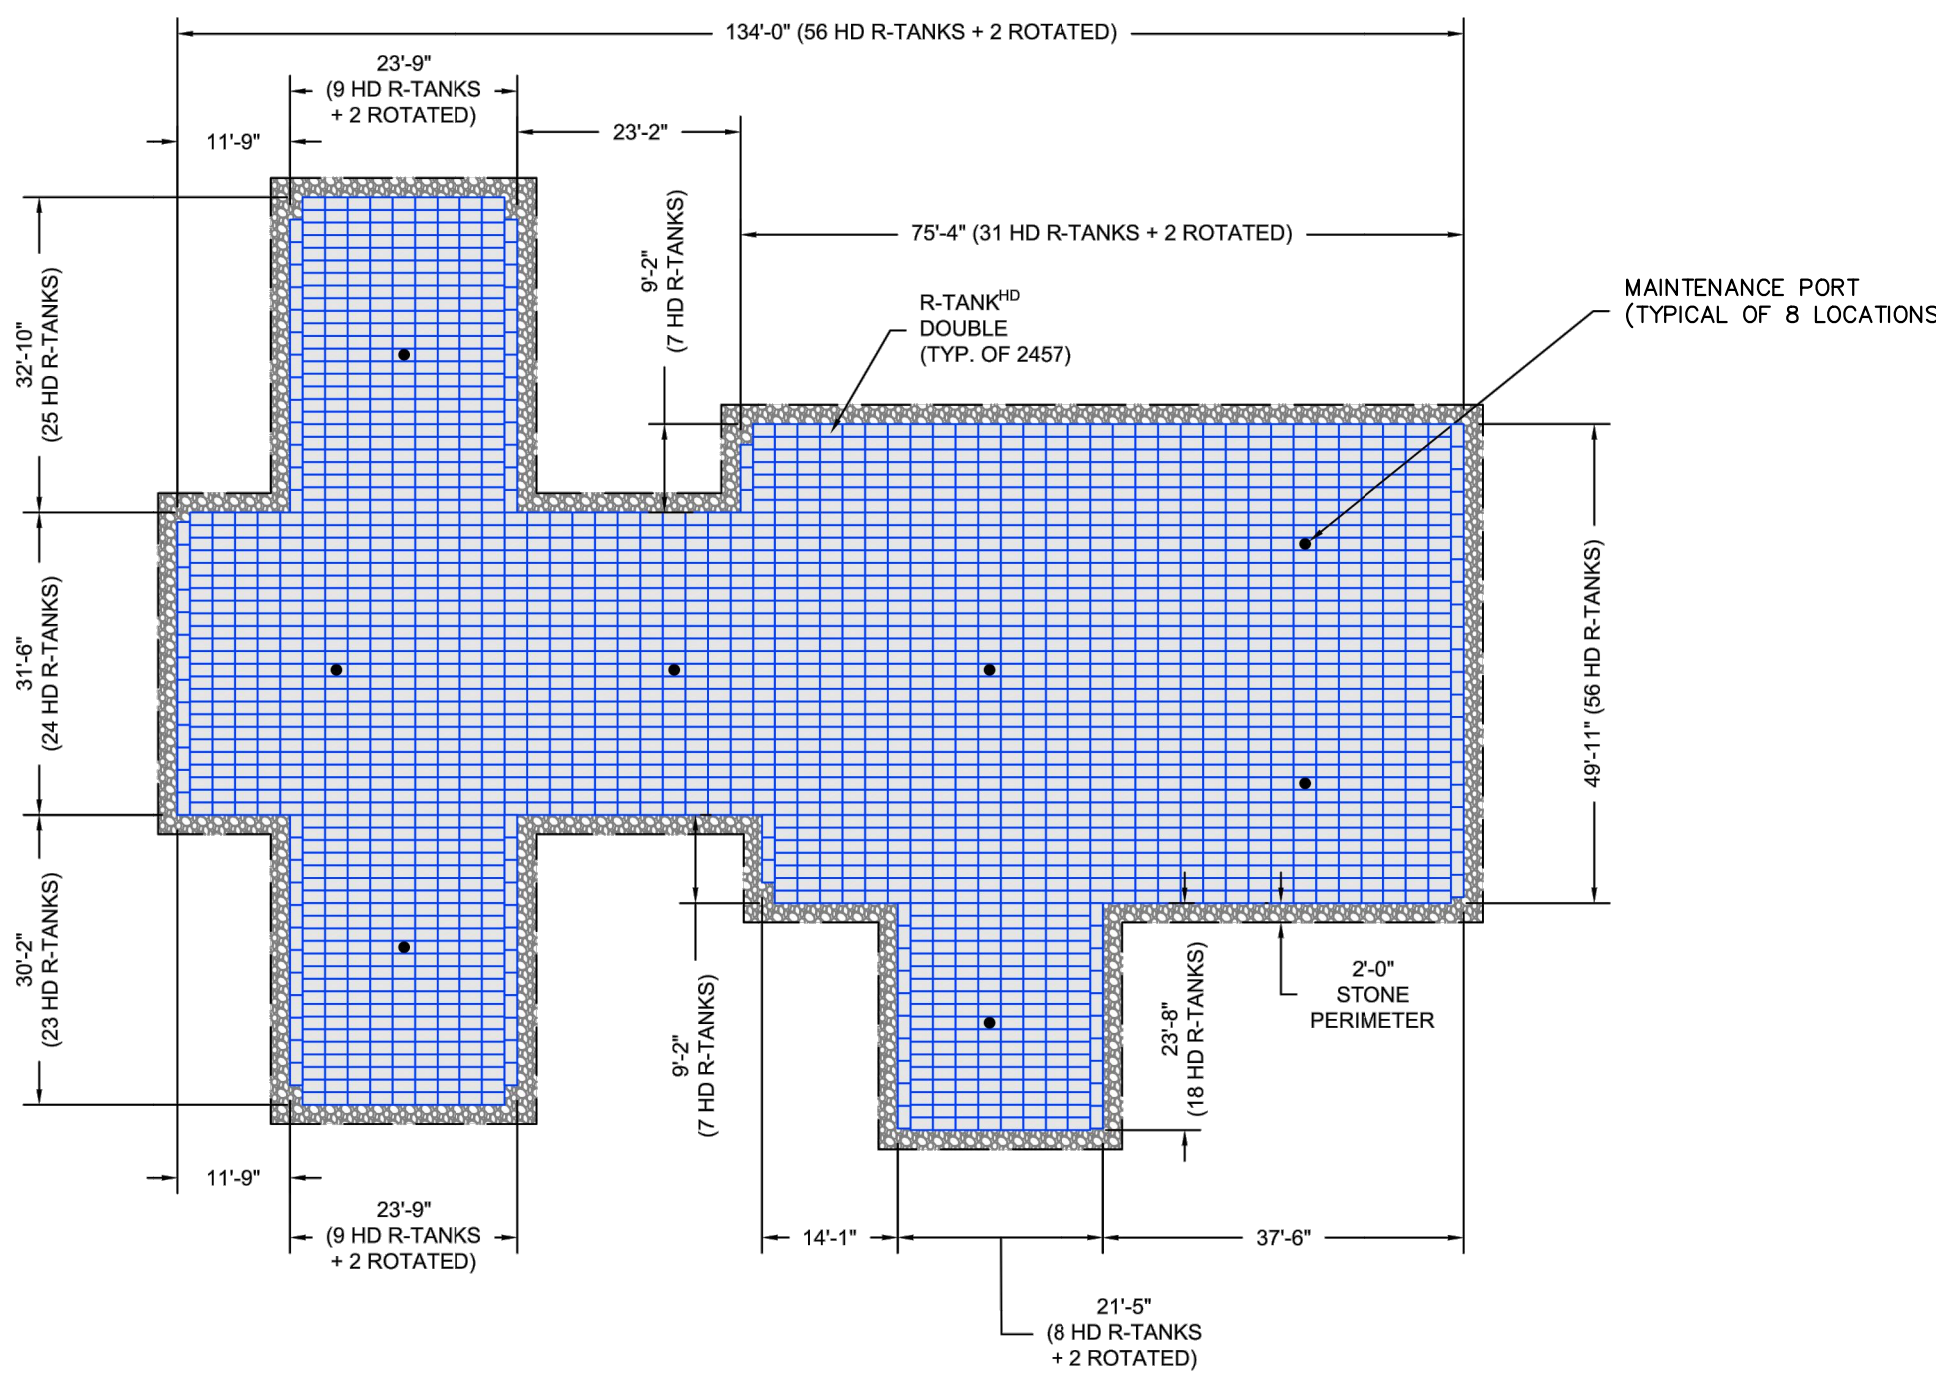 134'-0" (56 HD R-TANKS + 2 ROTATED)
23'-9"
(9 HD R-TANKS
+ 2 ROTATED)
11'-9"
23'-2"
9'-2"
(7 HD R-TANKS)
75'-4" (31 HD R-TANKS + 2 ROTATED)
R-TANK^HD
DOUBLE
(TYP. OF 2457)
MAINTENANCE PORT
(TYPICAL OF 8 LOCATIONS
32'-10"
(25 HD R-TANKS)
31'-6"
(24 HD R-TANKS)
30'-2"
(23 HD R-TANKS)
49'-11" (56 HD R-TANKS)
9'-2"
(7 HD R-TANKS)
23'-8"
(18 HD R-TANKS)
2'-0"
STONE
PERIMETER
11'-9"
23'-9"
(9 HD R-TANKS
+ 2 ROTATED)
14'-1"
37'-6"
21'-5"
(8 HD R-TANKS
+ 2 ROTATED)